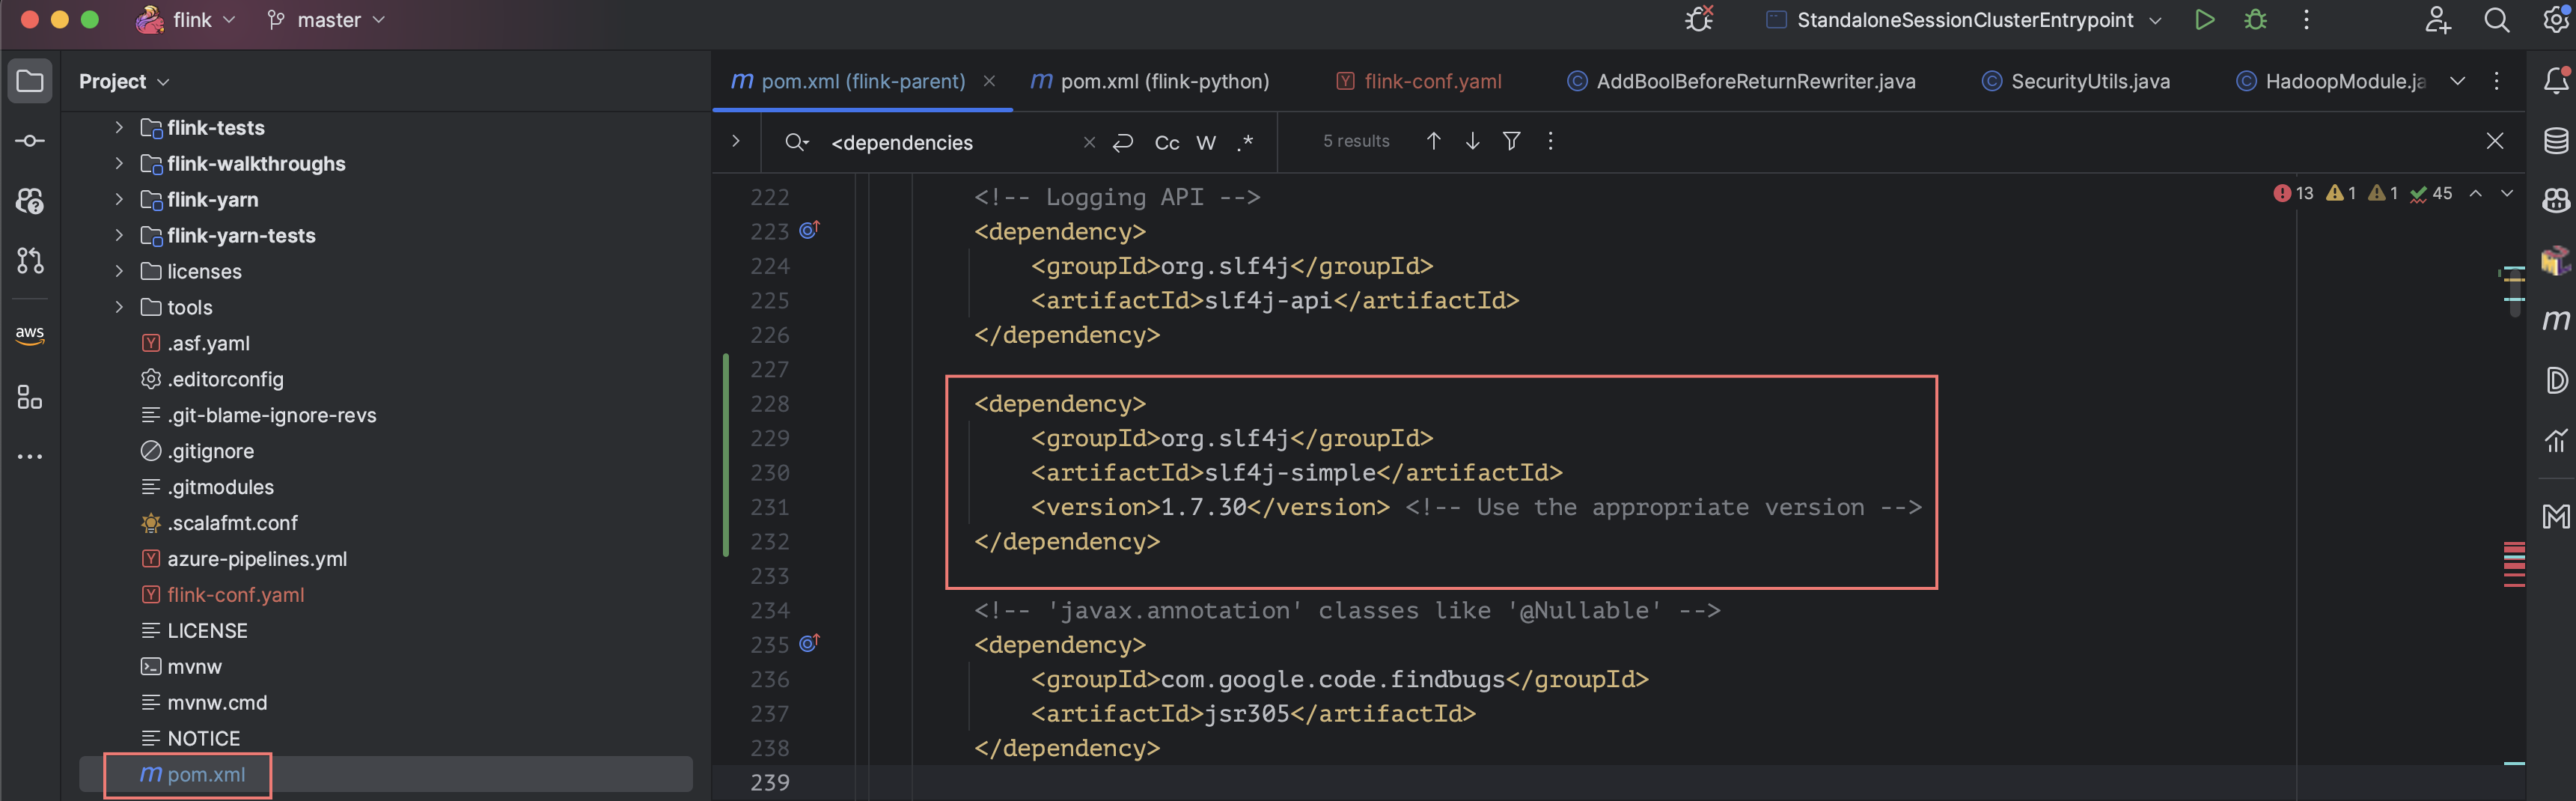 flink
master
StandaloneSessionClusterEntrypoint
Project
pom.xml (flink-parent)
pom.xml (flink-python)
flink-conf.yaml
AddBoolBeforeReturnRewriter.java
SecurityUtils.java
HadoopModule.ja
<dependencies
Cc
W
.*
5 results
flink-tests
flink-walkthroughs
flink-yarn
flink-yarn-tests
licenses
tools
.asf.yaml
.editorconfig
.git-blame-ignore-revs
.gitignore
.gitmodules
.scalafmt.conf
azure-pipelines.yml
flink-conf.yaml
LICENSE
mvnw
mvnw.cmd
NOTICE
pom.xml
aws
13 1 1 45
222 <!-- Logging API -->
223 <dependency>
224 <groupId>org.slf4j</groupId>
225 <artifactId>slf4j-api</artifactId>
226 </dependency>
227
228 <dependency>
229 <groupId>org.slf4j</groupId>
230 <artifactId>slf4j-simple</artifactId>
231 <version>1.7.30</version> <!-- Use the appropriate version -->
232 </dependency>
233
234 <!-- 'javax.annotation' classes like '@Nullable' -->
235 <dependency>
236 <groupId>com.google.code.findbugs</groupId>
237 <artifactId>jsr305</artifactId>
238 </dependency>
239